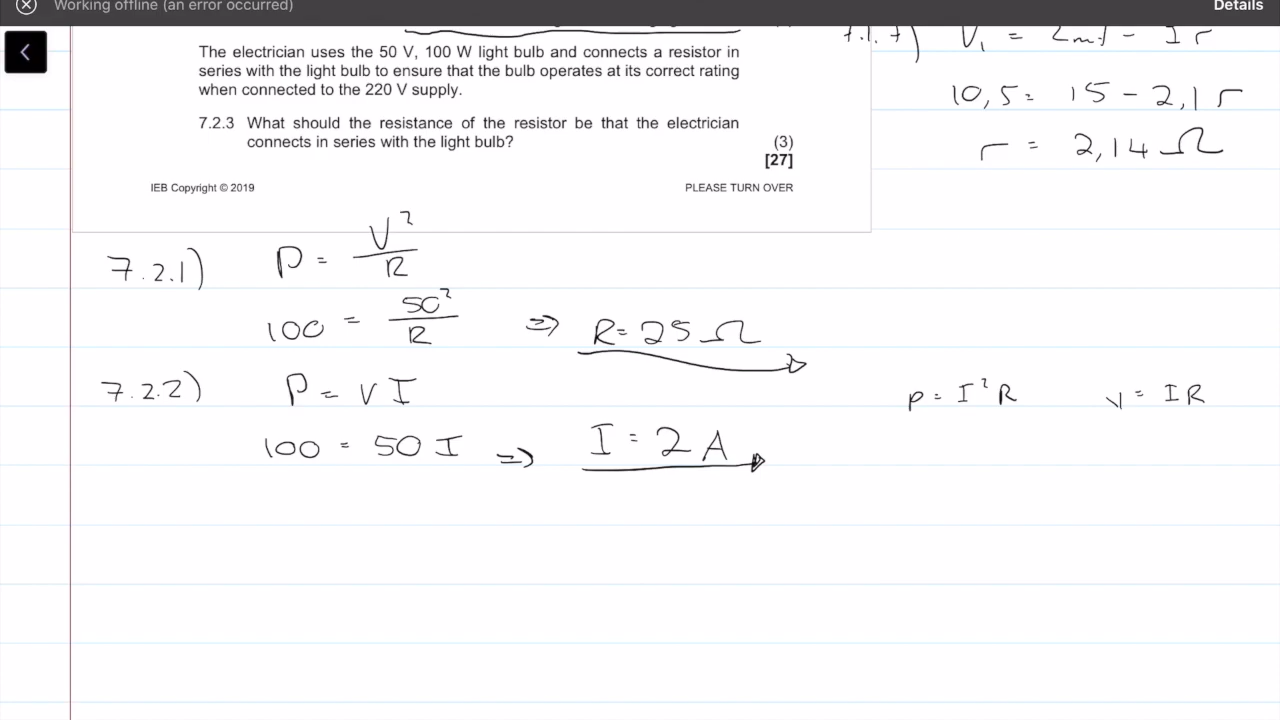 Working offline (an error occurred)
Details
The electrician uses the 50 V, 100 W light bulb and connects a resistor in
series with the light bulb to ensure that the bulb operates at its correct rating
when connected to the 220 V supply.
7.2.3 What should the resistance of the resistor be that the electrician
connects in series with the light bulb?
(3)
[27]
IEB Copyright © 2019
PLEASE TURN OVER
10,5 = 15 - 2,1 r
r = 2,14 Ω
7.2.1) P = V²/R
100 = 50²/R ⇒ R = 25 Ω
7.2.2) P = VI
P = I²R V = IR
100 = 50 I ⇒ I = 2 A